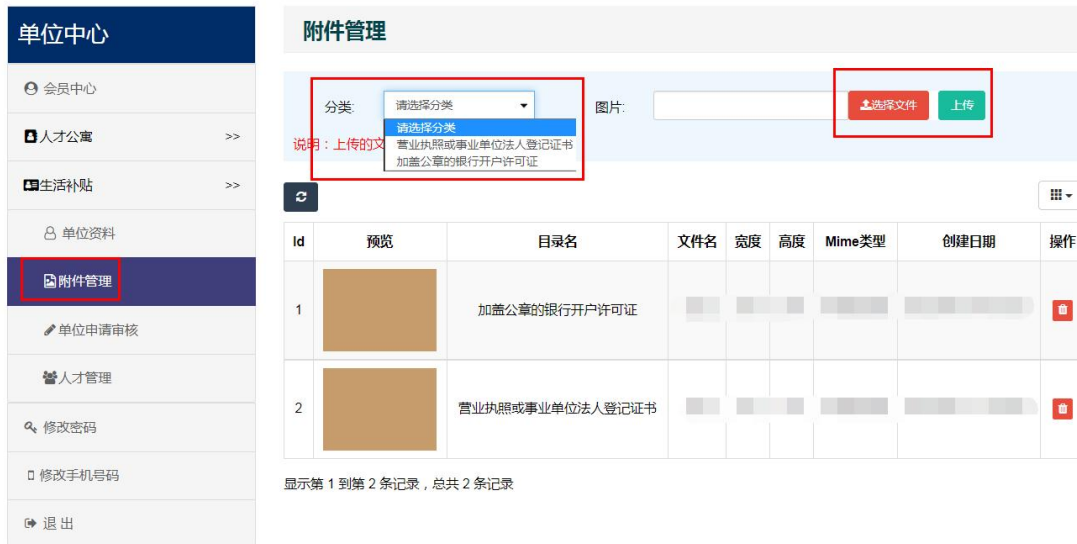 单位中心
会员中心
人才公寓 >>
生活补贴 >>
单位资料
附件管理
单位申请审核
人才管理
修改密码
修改手机号码
退出
附件管理
分类: 请选择分类 图片: 选择文件 上传
请选择分类
说明：上传的文 营业执照或事业单位法人登记证书
加盖公章的银行开户许可证
Id 预览 目录名 文件名 宽度 高度 Mime类型 创建日期 操作
1 加盖公章的银行开户许可证
2 营业执照或事业单位法人登记证书
显示第 1 到第 2 条记录，总共 2 条记录